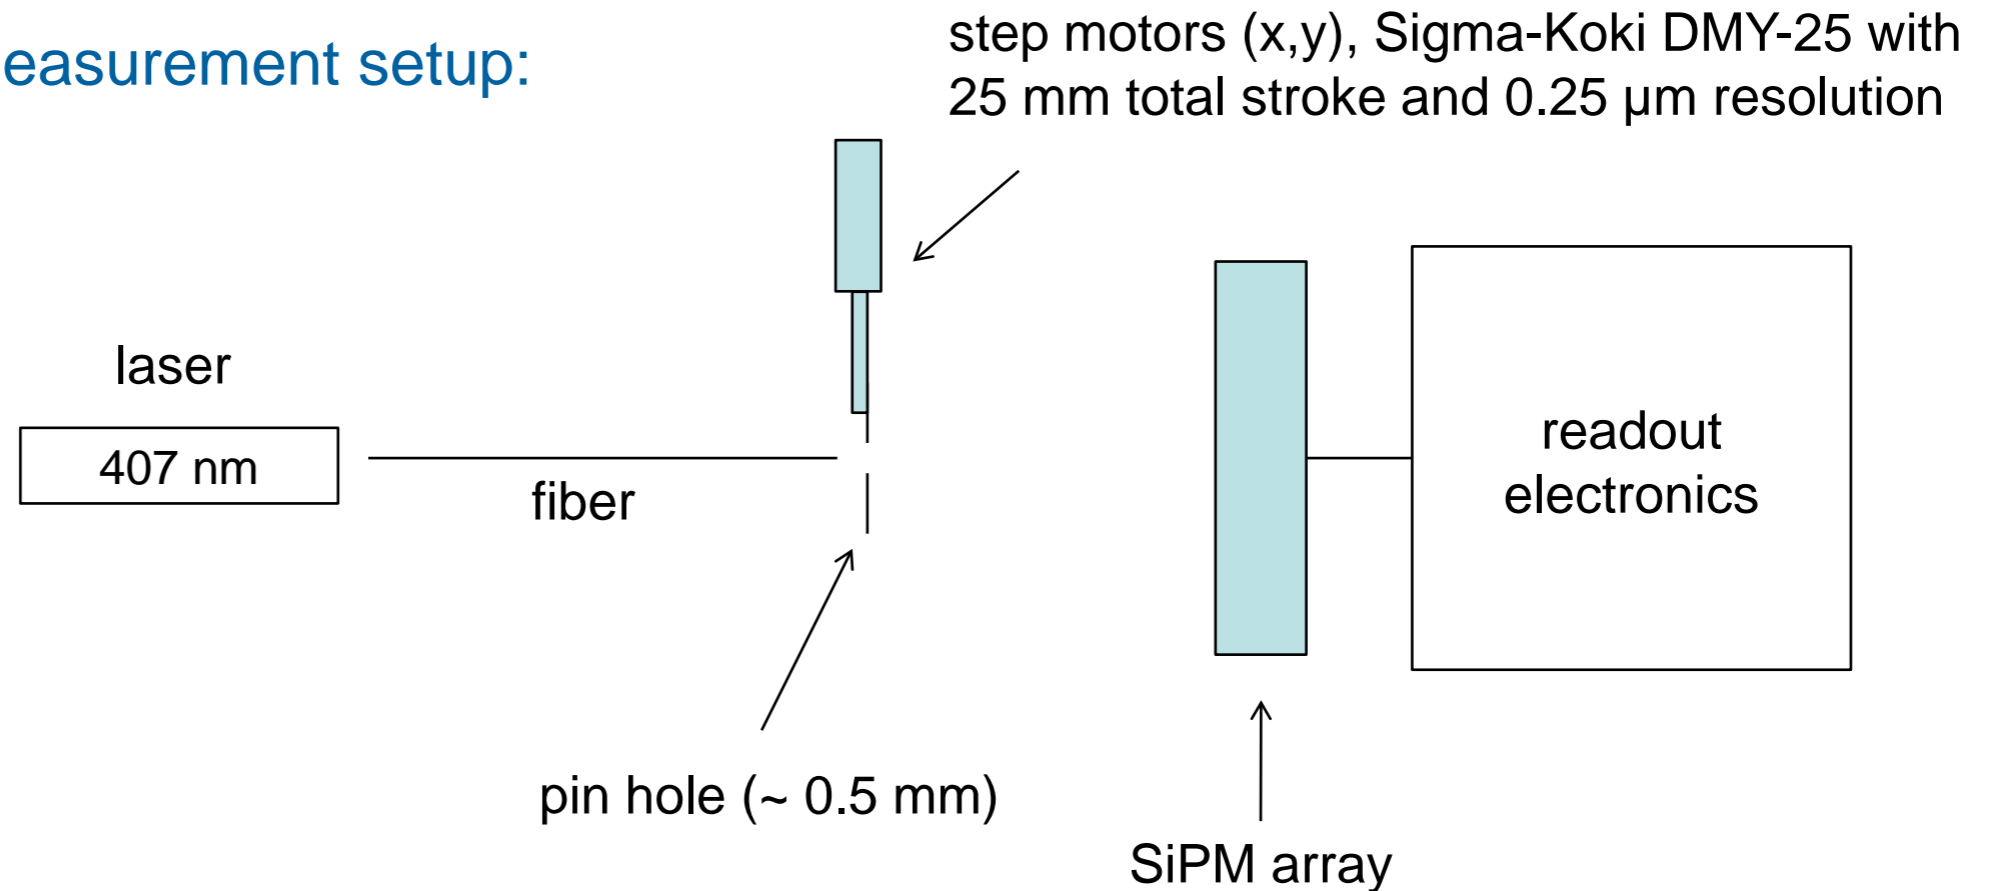 easurement setup:
step motors (x,y), Sigma-Koki DMY-25 with
25 mm total stroke and 0.25 µm resolution
laser
407 nm
fiber
readout
electronics
pin hole (~ 0.5 mm)
SiPM array